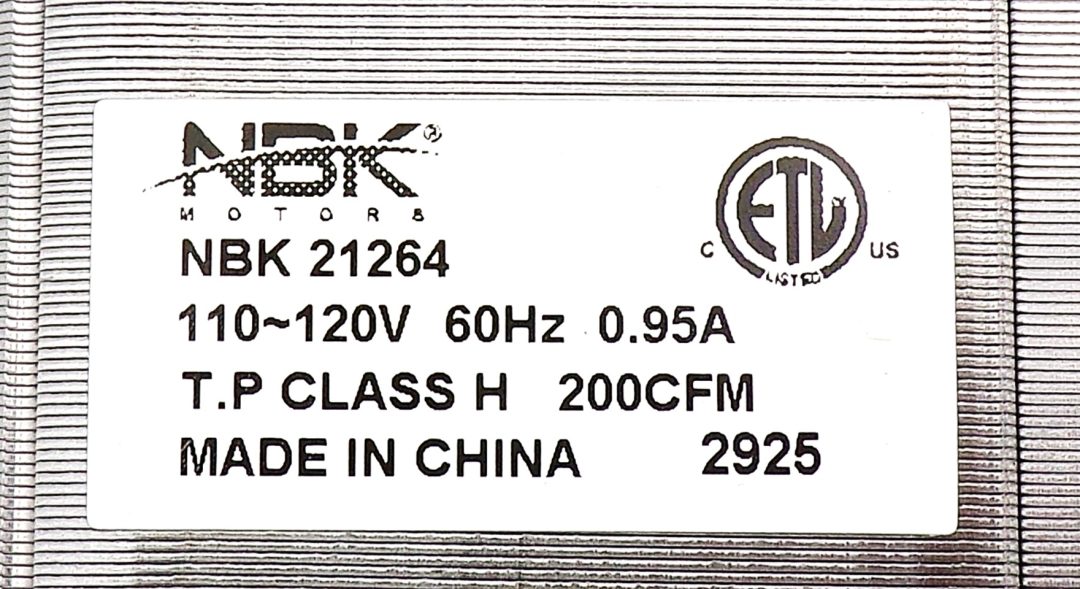 NBK®
MOTORS
NBK 21264
110~120V 60Hz 0.95A
T.P CLASS H 200CFM
MADE IN CHINA 2925
ETL
C US
LISTED